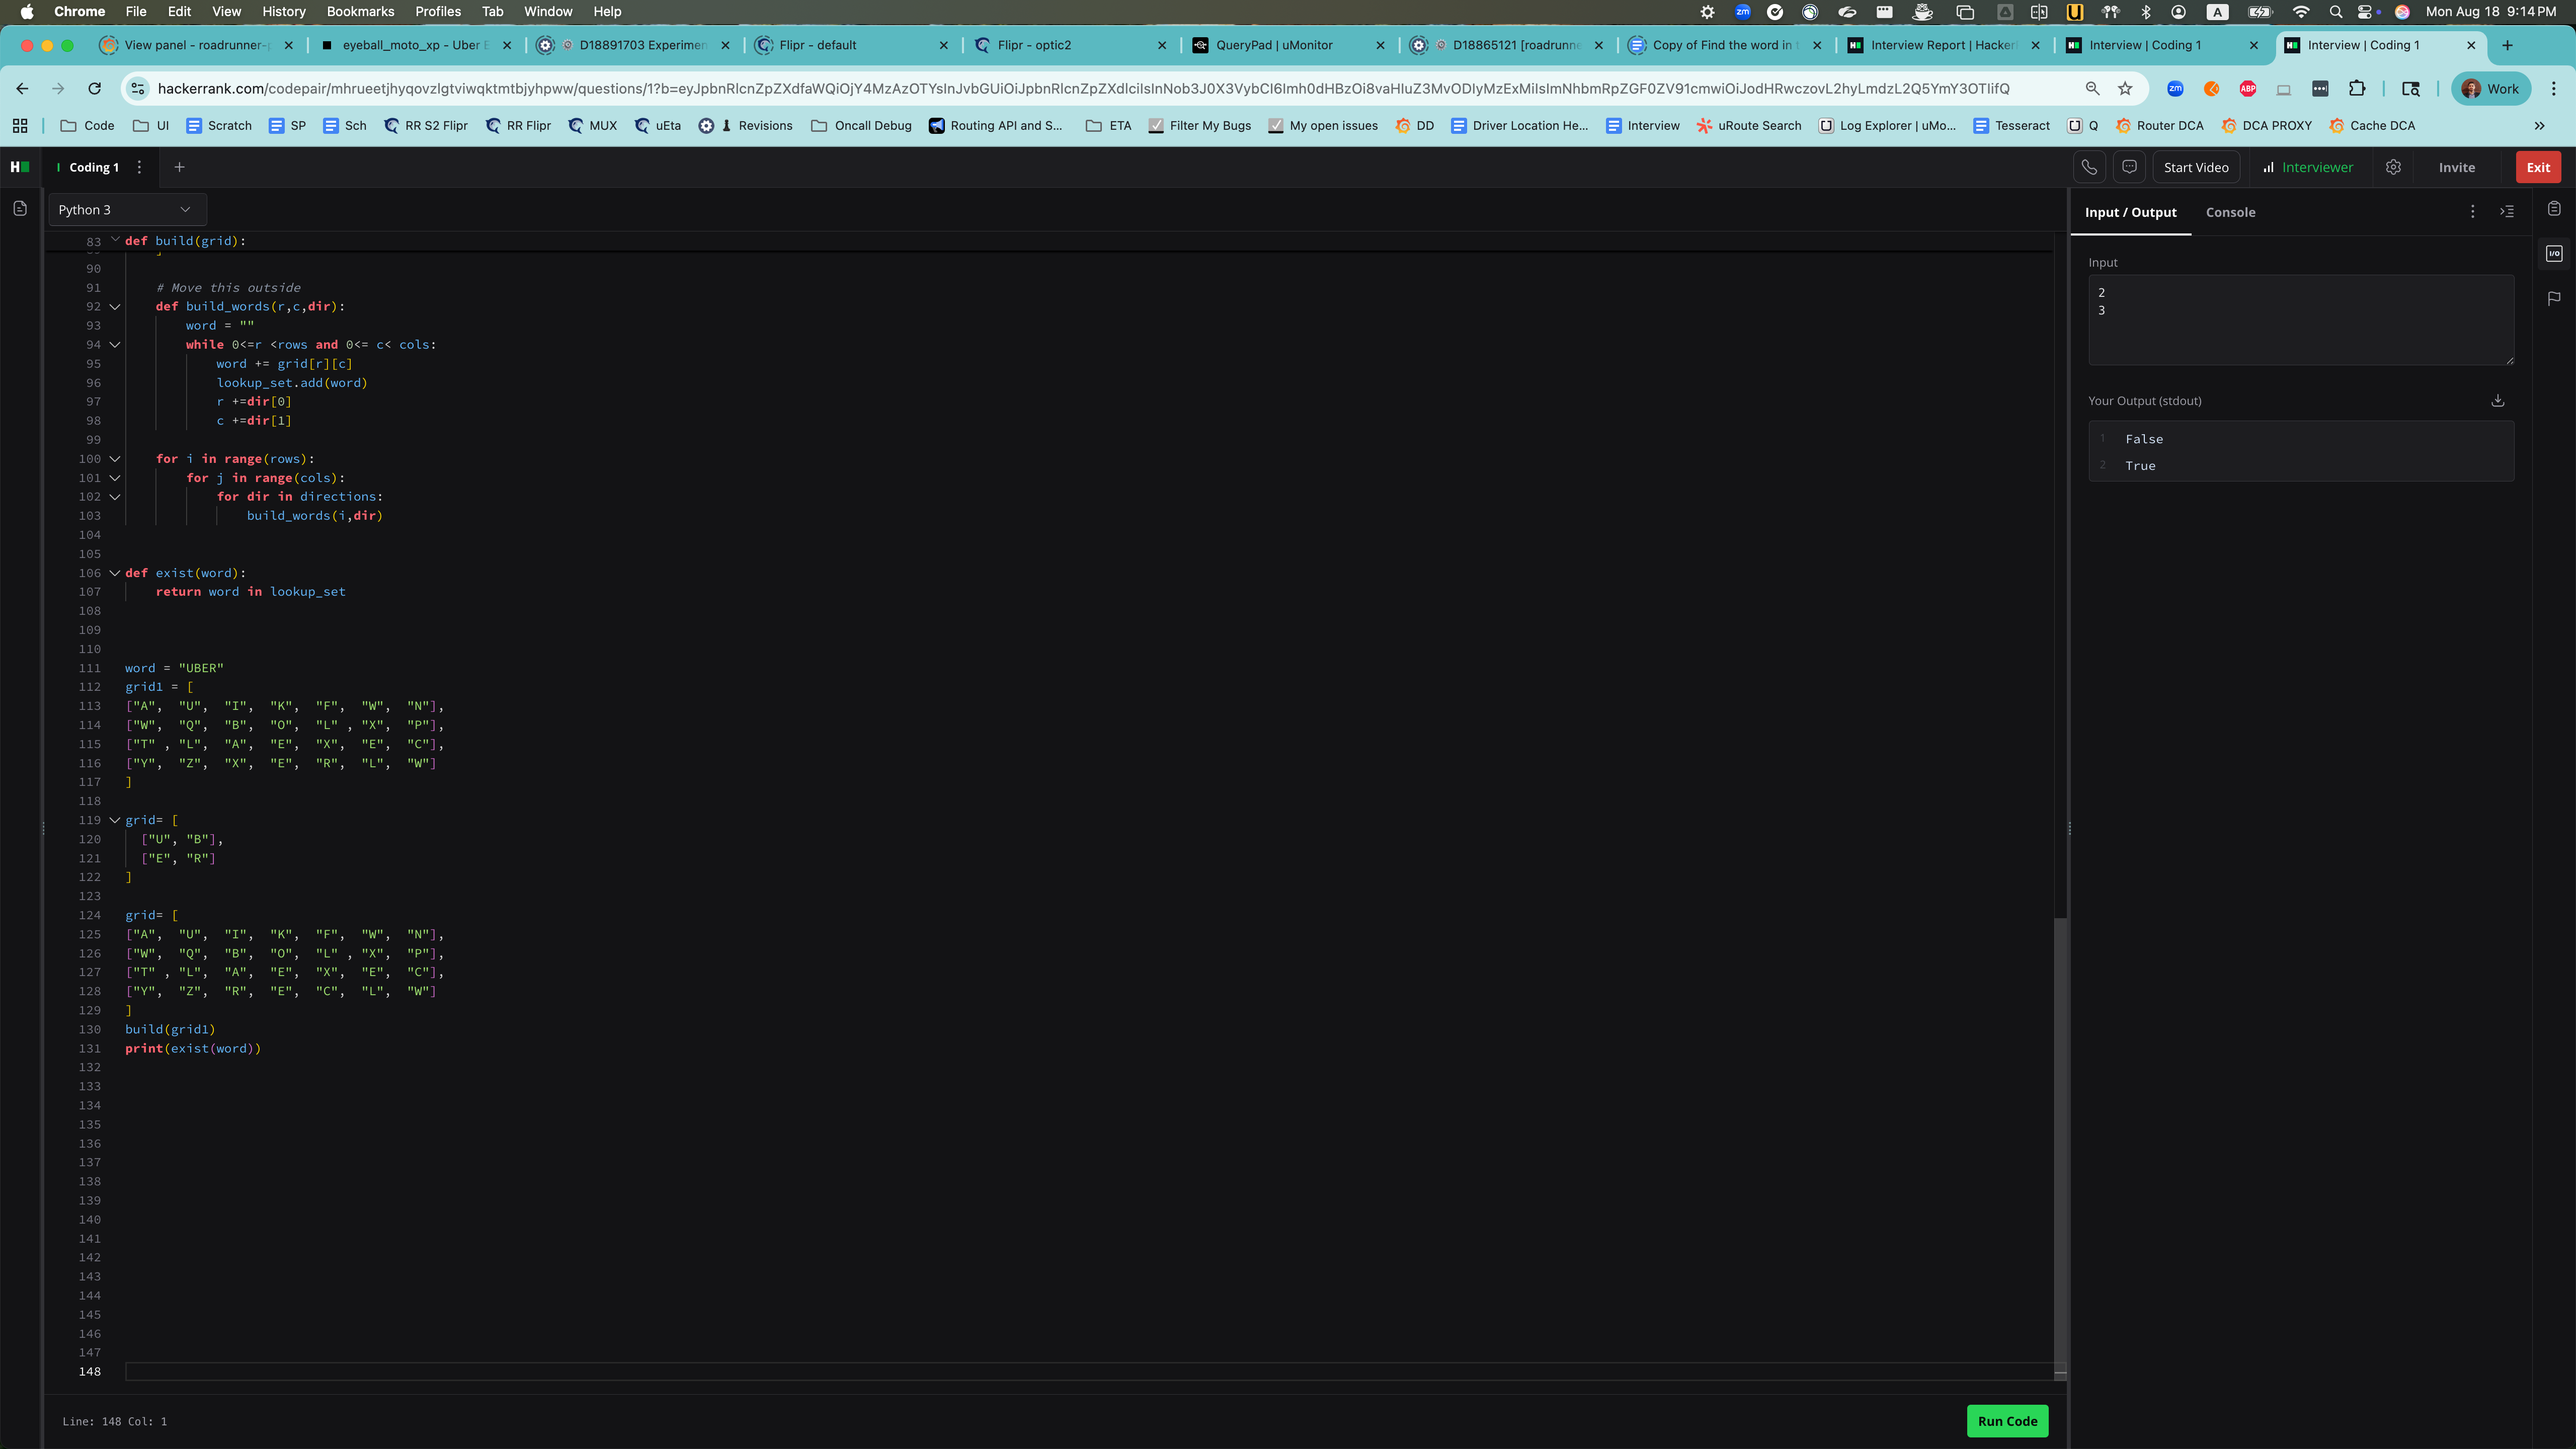 Chrome File Edit View History Bookmarks Profiles Tab Window Help zm A Mon Aug 18 9:14 PM
View panel - roadrunner-p eyeball_moto_xp - Uber E D18891703 Experimen Flipr - default Flipr - optic2 QueryPad | uMonitor D18865121 [roadrunne Copy of Find the word in t Interview Report | Hacker Interview | Coding 1 Interview | Coding 1
Work
Code UI Scratch SP Sch RR S2 Flipr RR Flipr MUX uEta Revisions Oncall Debug Routing API and S... ETA Filter My Bugs My open issues DD Driver Location He... Interview uRoute Search Log Explorer | uMo... Tesseract Q Router DCA DCA PROXY Cache DCA
Coding 1 Start Video Interviewer Invite Exit
Python 3
Input / Output Console
83 def build(grid):
90
91 # Move this outside
92 def build_words(r,c,dir):
93 word = ""
94 while 0<=r <rows and 0<= c< cols:
95 word += grid[r][c]
96 lookup_set.add(word)
97 r +=dir[0]
98 c +=dir[1]
99
100 for i in range(rows):
101 for j in range(cols):
102 for dir in directions:
103 build_words(i,dir)
104
105
106 def exist(word):
107 return word in lookup_set
108
109
110
111 word = "UBER"
112 grid1 = [
113 ["A", "U", "I", "K", "F", "W", "N"],
114 ["W", "Q", "B", "O", "L" , "X", "P"],
115 ["T" , "L", "A", "E", "X", "E", "C"],
116 ["Y", "Z", "X", "E", "R", "L", "W"]
117 ]
118
119 grid= [
120 ["U", "B"],
121 ["E", "R"]
122 ]
123
124 grid= [
125 ["A", "U", "I", "K", "F", "W", "N"],
126 ["W", "Q", "B", "O", "L" , "X", "P"],
127 ["T" , "L", "A", "E", "X", "E", "C"],
128 ["Y", "Z", "R", "E", "C", "L", "W"]
129 ]
130 build(grid1)
131 print(exist(word))
132
133
134
135
136
137
138
139
140
141
142
143
144
145
146
147
148
Input
2
3
Your Output (stdout)
1 False
2 True
I/O
Line: 148 Col: 1
Run Code